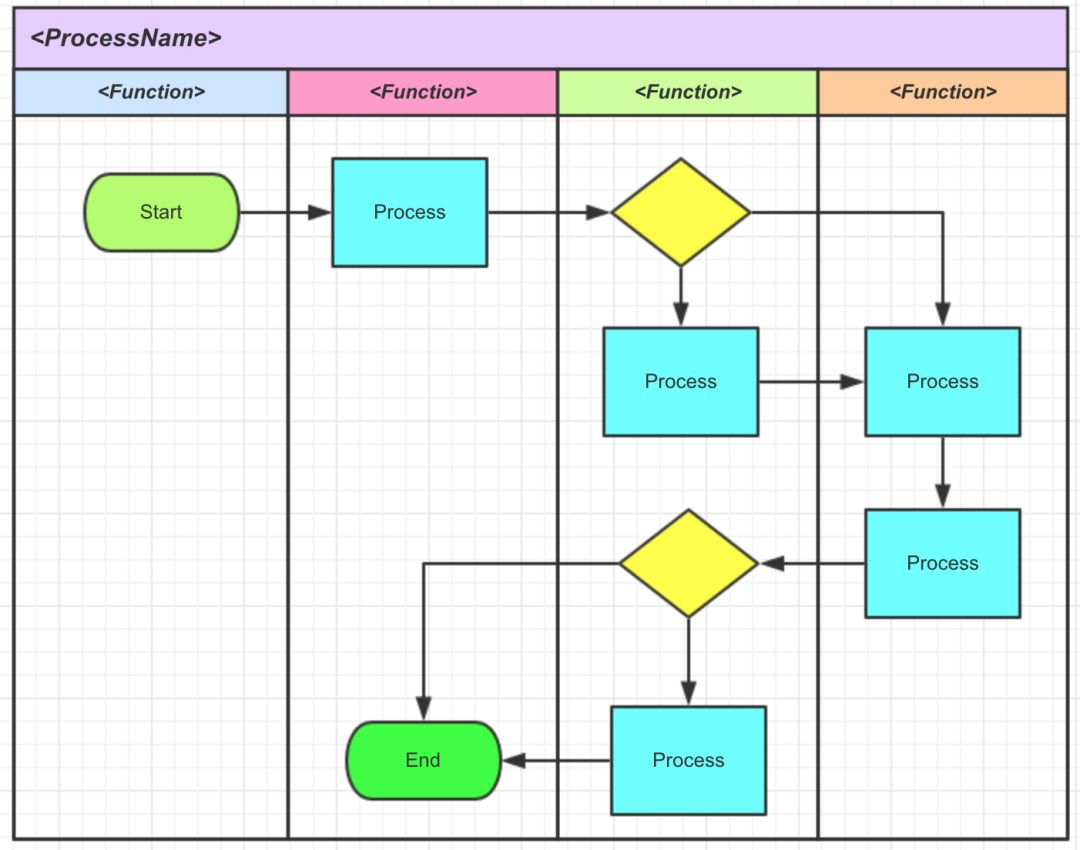 <ProcessName>
<Function>
<Function>
<Function>
<Function>
Start
Process
Process
Process
Process
End
Process